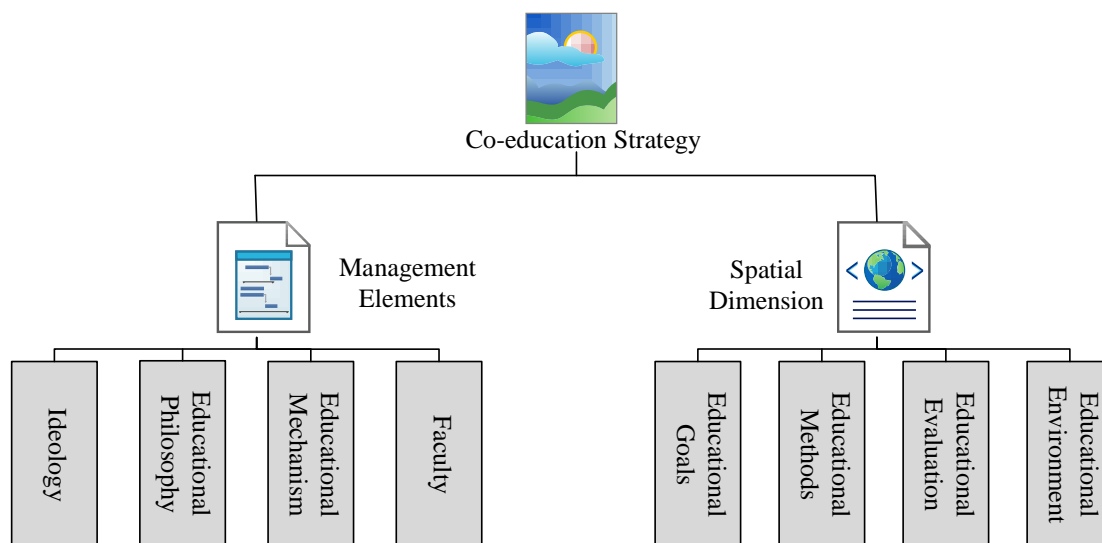 Co-education Strategy
Management
Elements
Spatial
Dimension
Ideology
Educational
Philosophy
Educational
Mechanism
Faculty
Educational
Goals
Educational
Methods
Educational
Evaluation
Educational
Environment